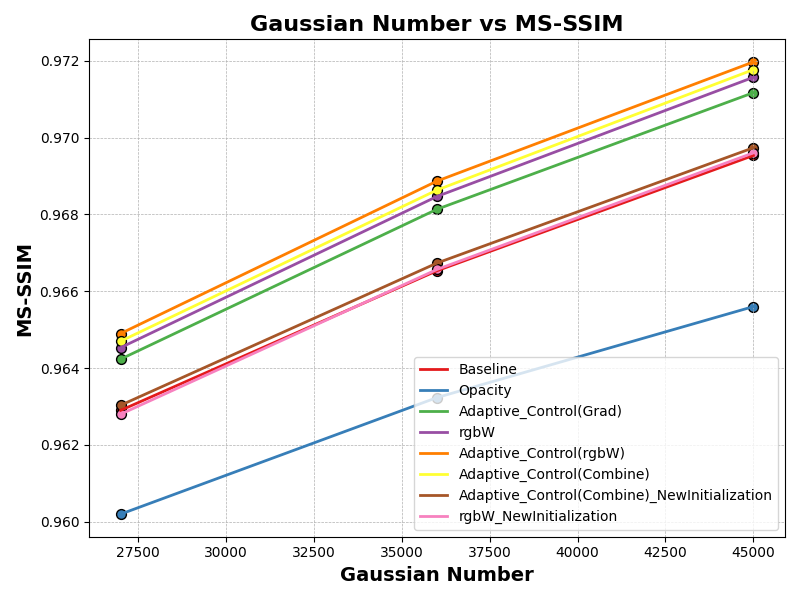 Gaussian Number vs MS-SSIM
MS-SSIM
0.972
0.970
0.968
0.966
0.964
0.962
0.960
Baseline
Opacity
Adaptive_Control(Grad)
rgbW
Adaptive_Control(rgbW)
Adaptive_Control(Combine)
Adaptive_Control(Combine)_NewInitialization
rgbW_NewInitialization
27500 30000 32500 35000 37500 40000 42500 45000
Gaussian Number